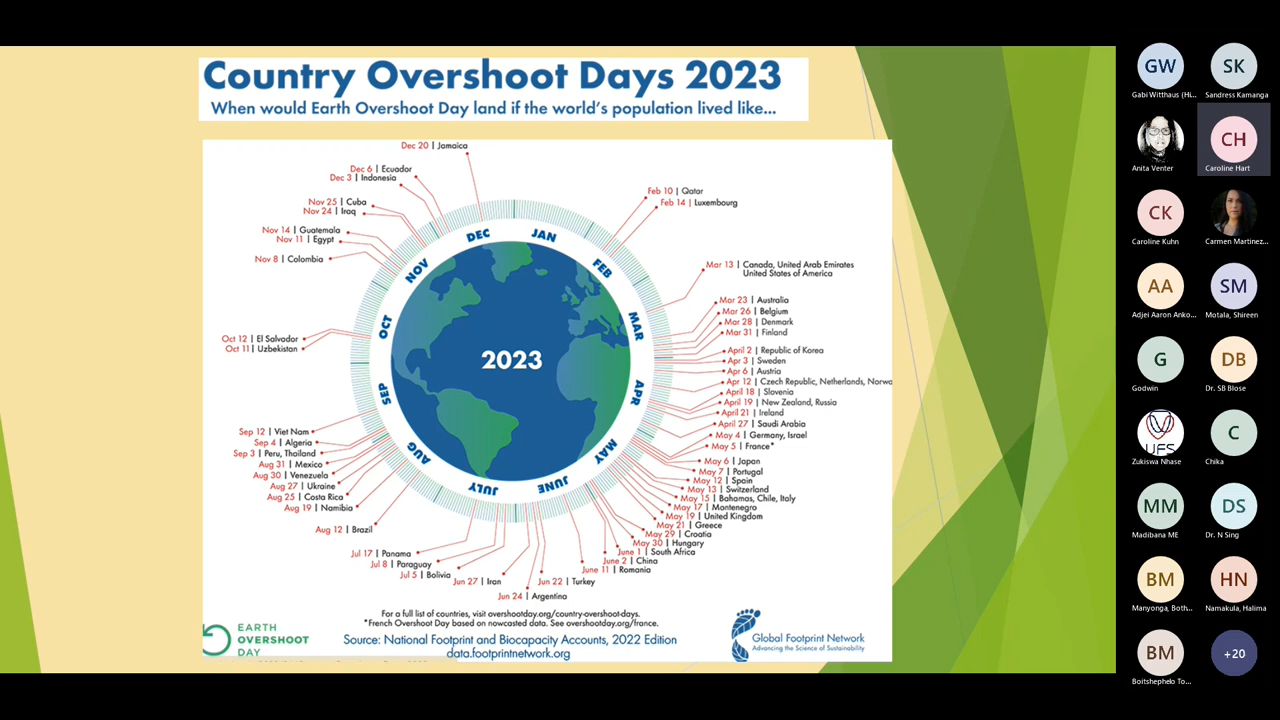 Country Overshoot Days 2023
When would Earth Overshoot Day land if the world's population lived like...
Dec 20 | Jamaica
Dec 6 | Ecuador
Dec 3 | Indonesia
Nov 25 | Cuba
Nov 24 | Iraq
Nov 14 | Guatemala
Nov 11 | Egypt
Nov 8 | Colombia
Oct 12 | El Salvador
Oct 11 | Uzbekistan
Sep 12 | Viet Nam
Sep 4 | Algeria
Sep 3 | Peru, Thailand
Aug 31 | Mexico
Aug 30 | Venezuela
Aug 27 | Ukraine
Aug 25 | Costa Rica
Aug 19 | Namibia
Aug 12 | Brazil
Jul 17 | Panama
Jul 8 | Paraguay
Jul 5 | Bolivia
Jun 27 | Iran
Jun 24 | Argentina
Jun 22 | Turkey
Feb 10 | Qatar
Feb 14 | Luxembourg
Mar 13 | Canada, United Arab Emirates
United States of America
Mar 23 | Australia
Mar 26 | Belgium
Mar 28 | Denmark
Mar 31 | Finland
April 2 | Republic of Korea
Apr 3 | Sweden
Apr 6 | Austria
Apr 12 | Czech Republic, Netherlands, Norwa
April 18 | Slovenia
April 19 | New Zealand, Russia
April 21 | Ireland
April 27 | Saudi Arabia
May 4 | Germany, Israel
May 5 | France*
May 6 | Japan
May 7 | Portugal
May 12 | Spain
May 13 | Switzerland
May 15 | Bahamas, Chile, Italy
May 17 | Montenegro
May 19 | United Kingdom
May 21 | Greece
May 29 | Croatia
May 30 | Hungary
June 1 | South Africa
June 2 | China
June 11 | Romania
JAN
FEB
MAR
APR
MAY
JUNE
JULY
AUG
SEP
OCT
NOV
DEC
2023
For a full list of countries, visit overshootday.org/country-overshoot-days.
*French Overshoot Day based on nowcasted data. See overshootday.org/france.
Source: National Footprint and Biocapacity Accounts, 2022 Edition
data.footprintnetwork.org
EARTH
OVERSHOOT
DAY
Global Footprint Network
Advancing the Science of Sustainability
GW
Gabi Witthaus (Hi...
SK
Sandress Kamanga
Anita Venter
CH
Caroline Hart
CK
Caroline Kuhn
Carmen Martinez...
AA
Adjei Aaron Anko...
SM
Motala, Shireen
G
Godwin
DB
Dr. SB Blose
UFS
Zukiswa Nhase
C
Chika
MM
Madibana ME
DS
Dr. N Sing
BM
Manyonga, Both...
HN
Namakula, Halima
BM
Boitshephelo To...
+20